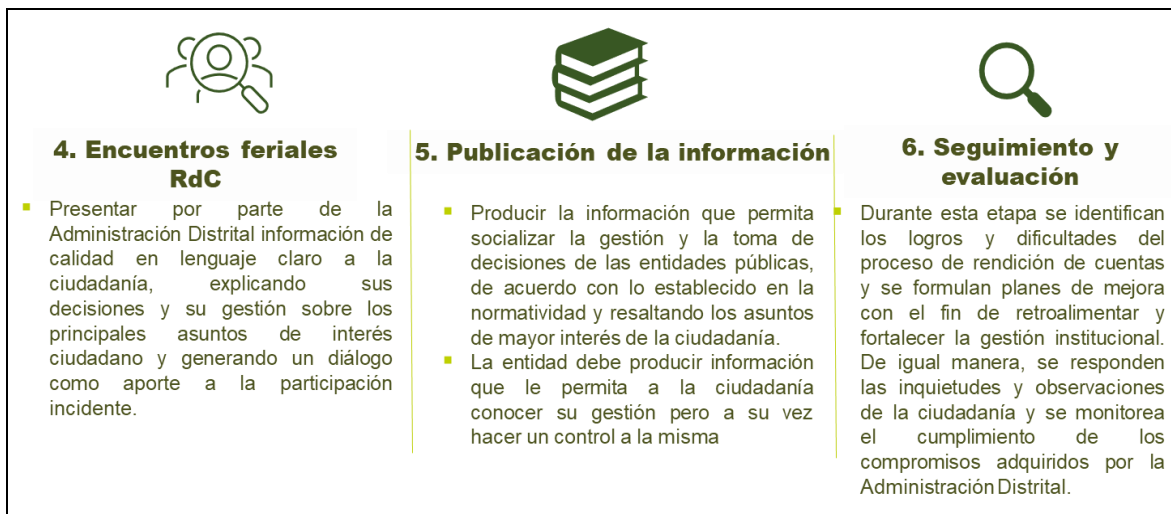 4. Encuentros feriales
RdC
▪ Presentar por parte de la
Administración Distrital información de
calidad en lenguaje claro a la
ciudadanía, explicando sus
decisiones y su gestión sobre los
principales asuntos de interés
ciudadano y generando un diálogo
como aporte a la participación
incidente.
5. Publicación de la información
▪ Producir la información que permita
socializar la gestión y la toma de
decisiones de las entidades públicas,
de acuerdo con lo establecido en la
normatividad y resaltando los asuntos
de mayor interés de la ciudadanía.
▪ La entidad debe producir información
que le permita a la ciudadanía
conocer su gestión pero a su vez
hacer un control a la misma
6. Seguimiento y
evaluación
▪ Durante esta etapa se identifican
los logros y dificultades del
proceso de rendición de cuentas
y se formulan planes de mejora
con el fin de retroalimentar y
fortalecer la gestión institucional.
De igual manera, se responden
las inquietudes y observaciones
de la ciudadanía y se monitorea
el cumplimiento de los
compromisos adquiridos por la
Administración Distrital.